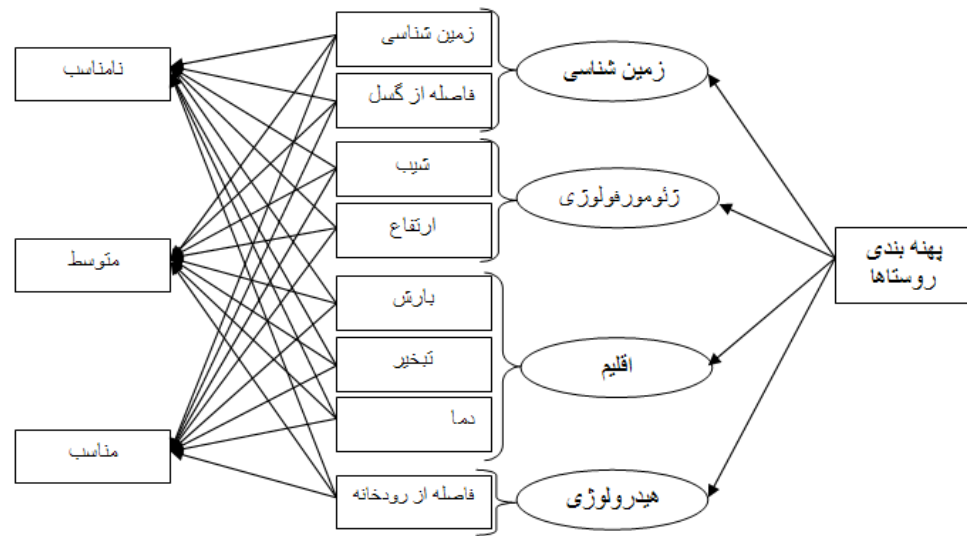 پهنه بندی
روستاها
زمین شناسی
ژئومورفولوژی
اقلیم
هیدرولوژی
زمین شناسی
فاصله از گسل
شیب
ارتفاع
بارش
تبخیر
دما
فاصله از رودخانه
نامناسب
متوسط
مناسب